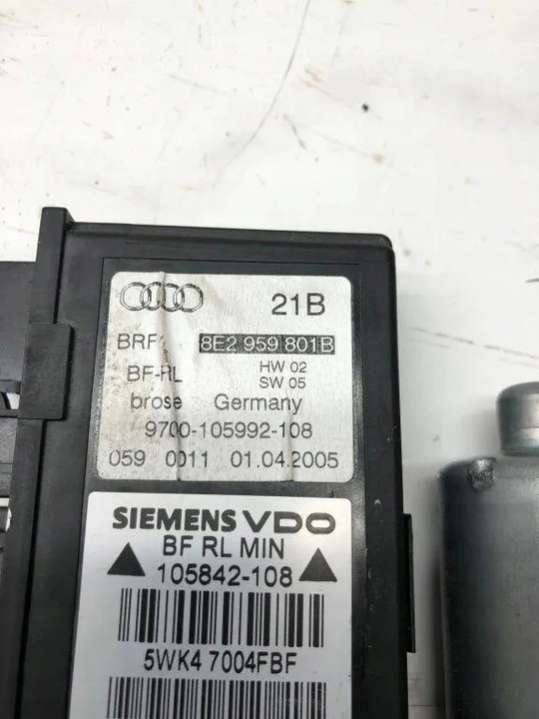 21B
BRF 8E2 959 801B
BF-RL HW 02
SW 05
brose Germany
9700-105992-108
059 0011 01.04.2005
SIEMENS VDO
BF RL MIN
105842-108
5WK4 7004FBF